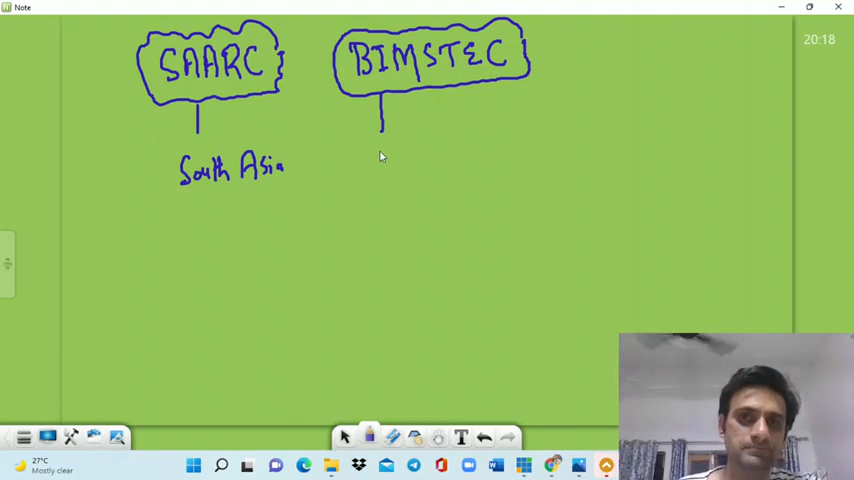 Note
20:18
SAARC BIMSTEC
South Asia
27°C
Mostly clear